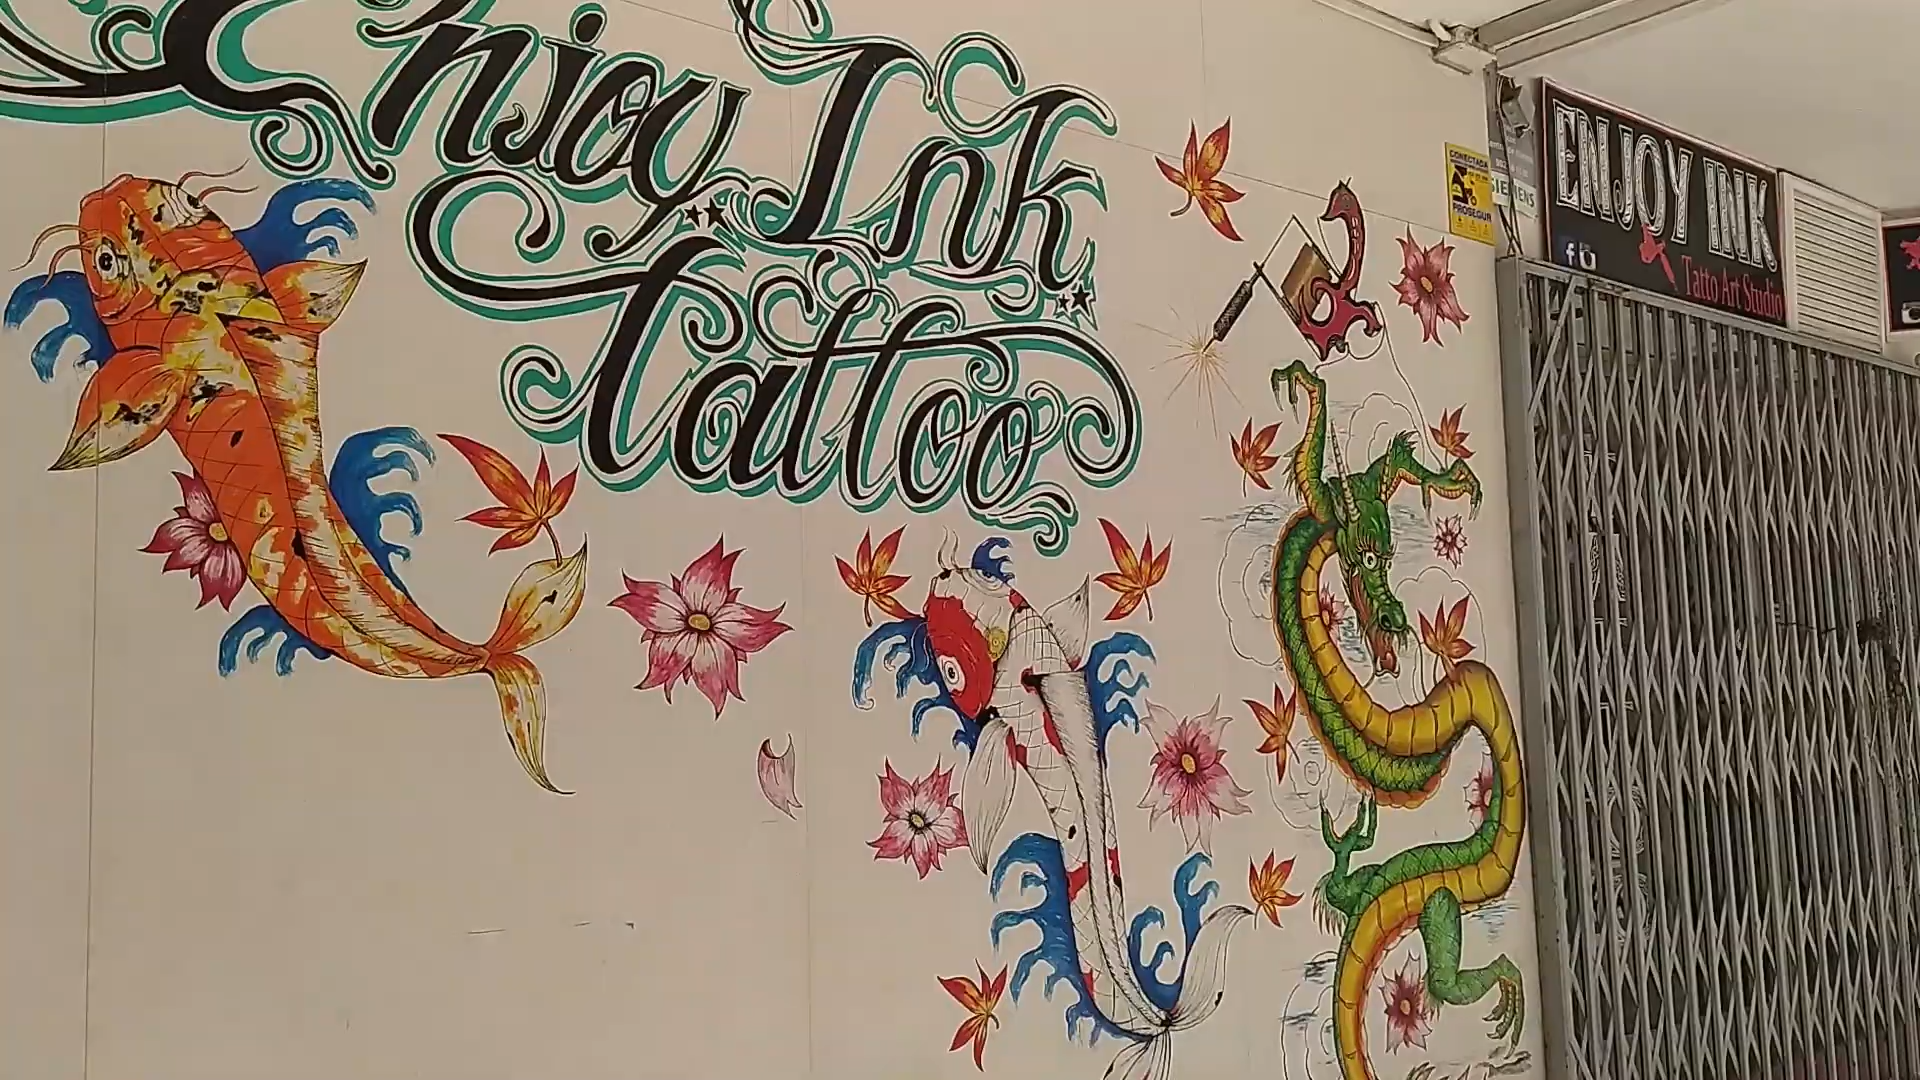 Enjoy Ink
tattoo
CONECTADA
PROSEGUR
SIEMENS
ENJOY INK
Tatto Art Studio